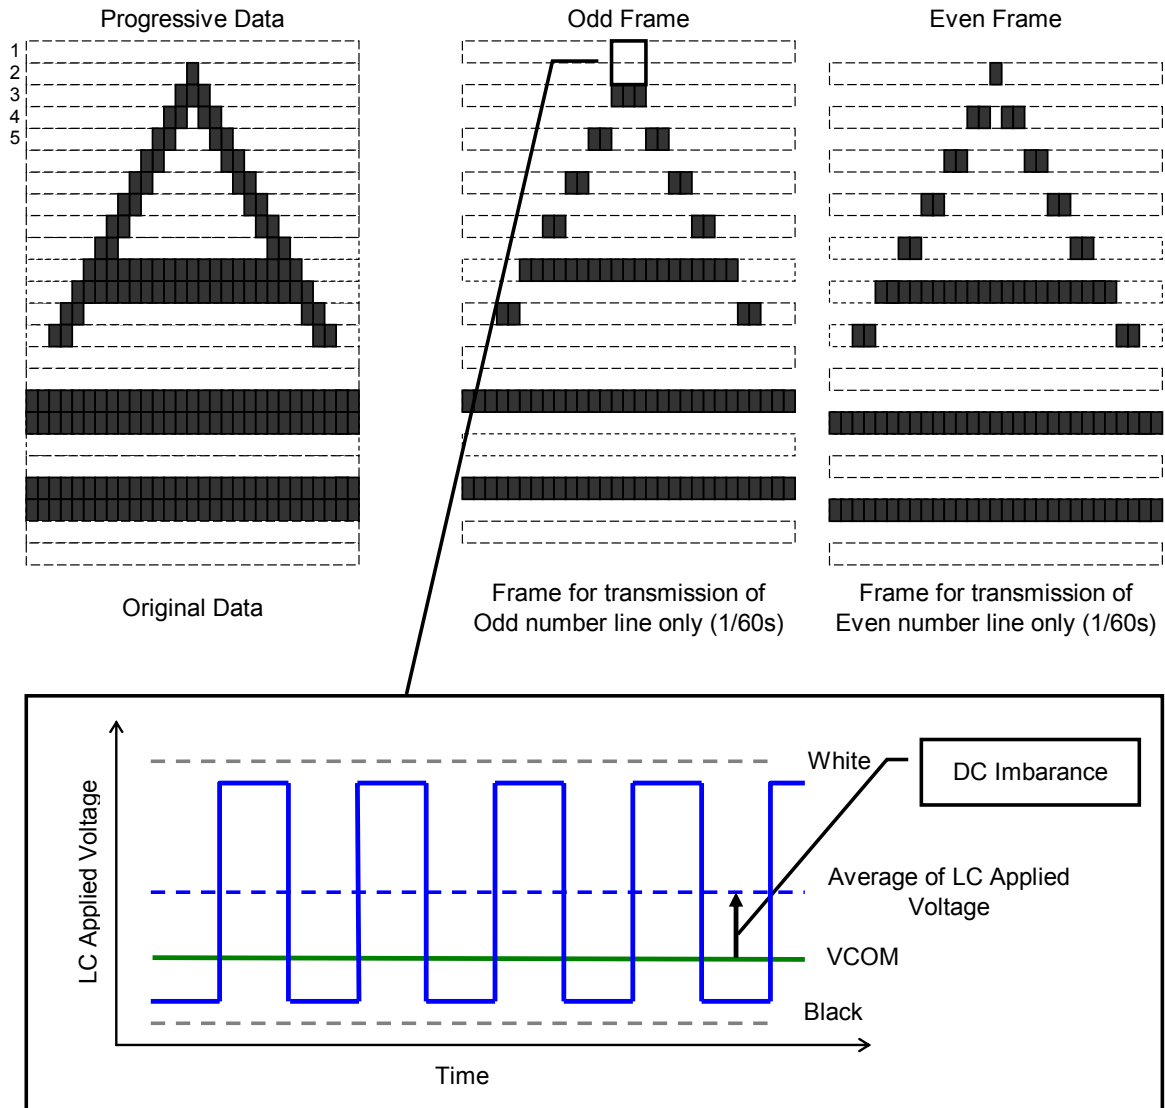 Progressive Data
Odd Frame
Even Frame
1
2
3
4
5
Original Data
Frame for transmission of
Odd number line only (1/60s)
Frame for transmission of
Even number line only (1/60s)
LC Applied Voltage
White
DC Imbarance
Average of LC Applied
Voltage
VCOM
Black
Time